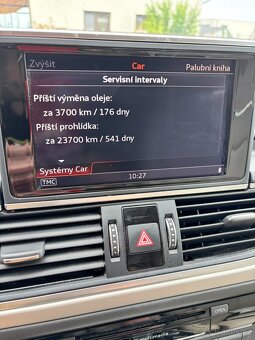 Zvýšit
Car
Palubní kniha
Servisní intervaly
Příští výměna oleje:
za 3700 km / 176 dny
Příští prohlídka:
za 23700 km / 541 dny
Systémy Car
TMC
10:27
OPEN